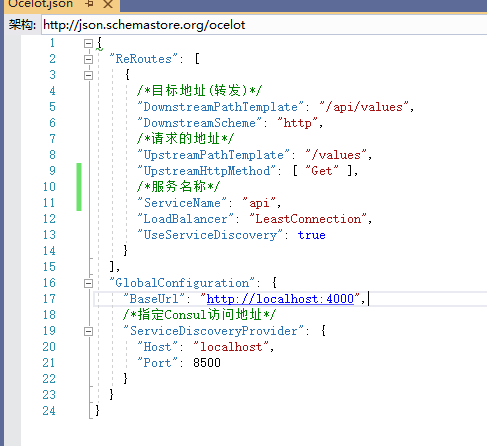 Ocelot.json
架构: http://json.schemastore.org/ocelot
1 {
2 "ReRoutes": [
3 {
4 /*目标地址(转发)*/
5 "DownstreamPathTemplate": "/api/values",
6 "DownstreamScheme": "http",
7 /*请求的地址*/
8 "UpstreamPathTemplate": "/values",
9 "UpstreamHttpMethod": [ "Get" ],
10 /*服务名称*/
11 "ServiceName": "api",
12 "LoadBalancer": "LeastConnection",
13 "UseServiceDiscovery": true
14 }
15 ],
16 "GlobalConfiguration": {
17 "BaseUrl": "http://localhost:4000",
18 /*指定Consul访问地址*/
19 "ServiceDiscoveryProvider": {
20 "Host": "localhost",
21 "Port": 8500
22 }
23 }
24 }